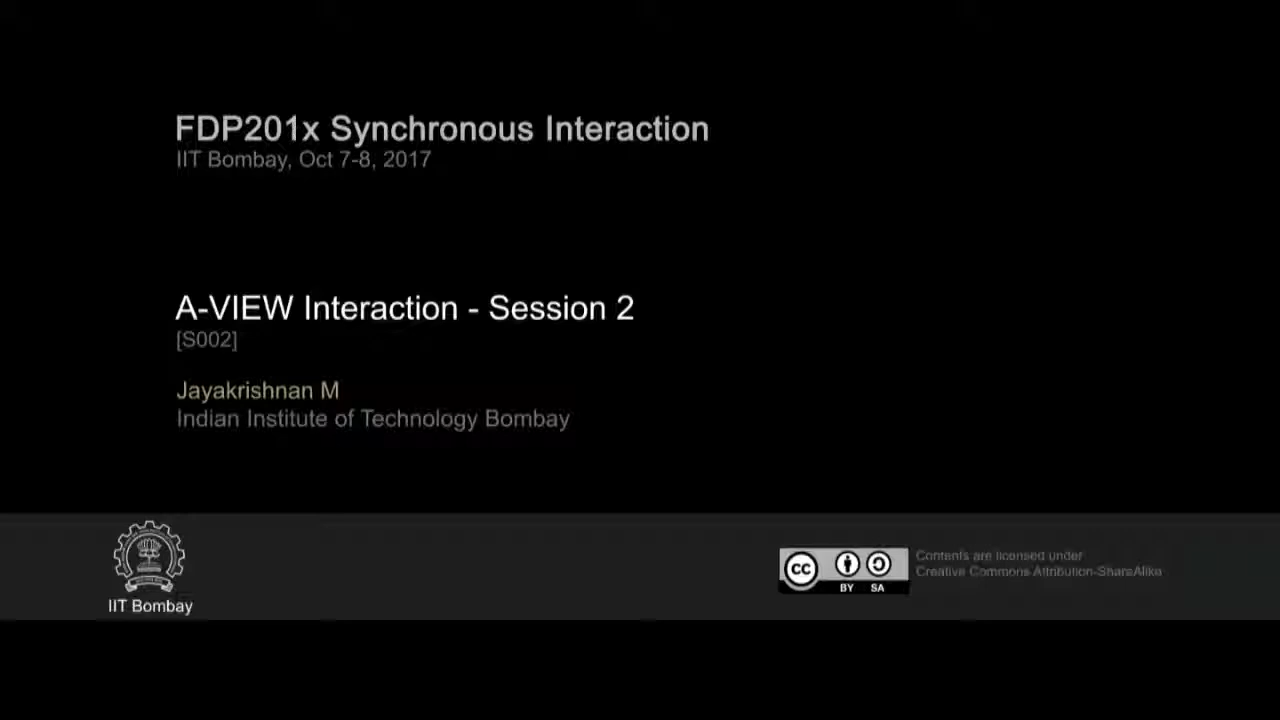 FDP201x Synchronous Interaction
IIT Bombay, Oct 7-8, 2017
A-VIEW Interaction - Session 2
[S002]
Jayakrishnan M
Indian Institute of Technology Bombay
IIT Bombay
cc
BY SA
Contents are licensed under
Creative Commons Attribution-ShareAlike